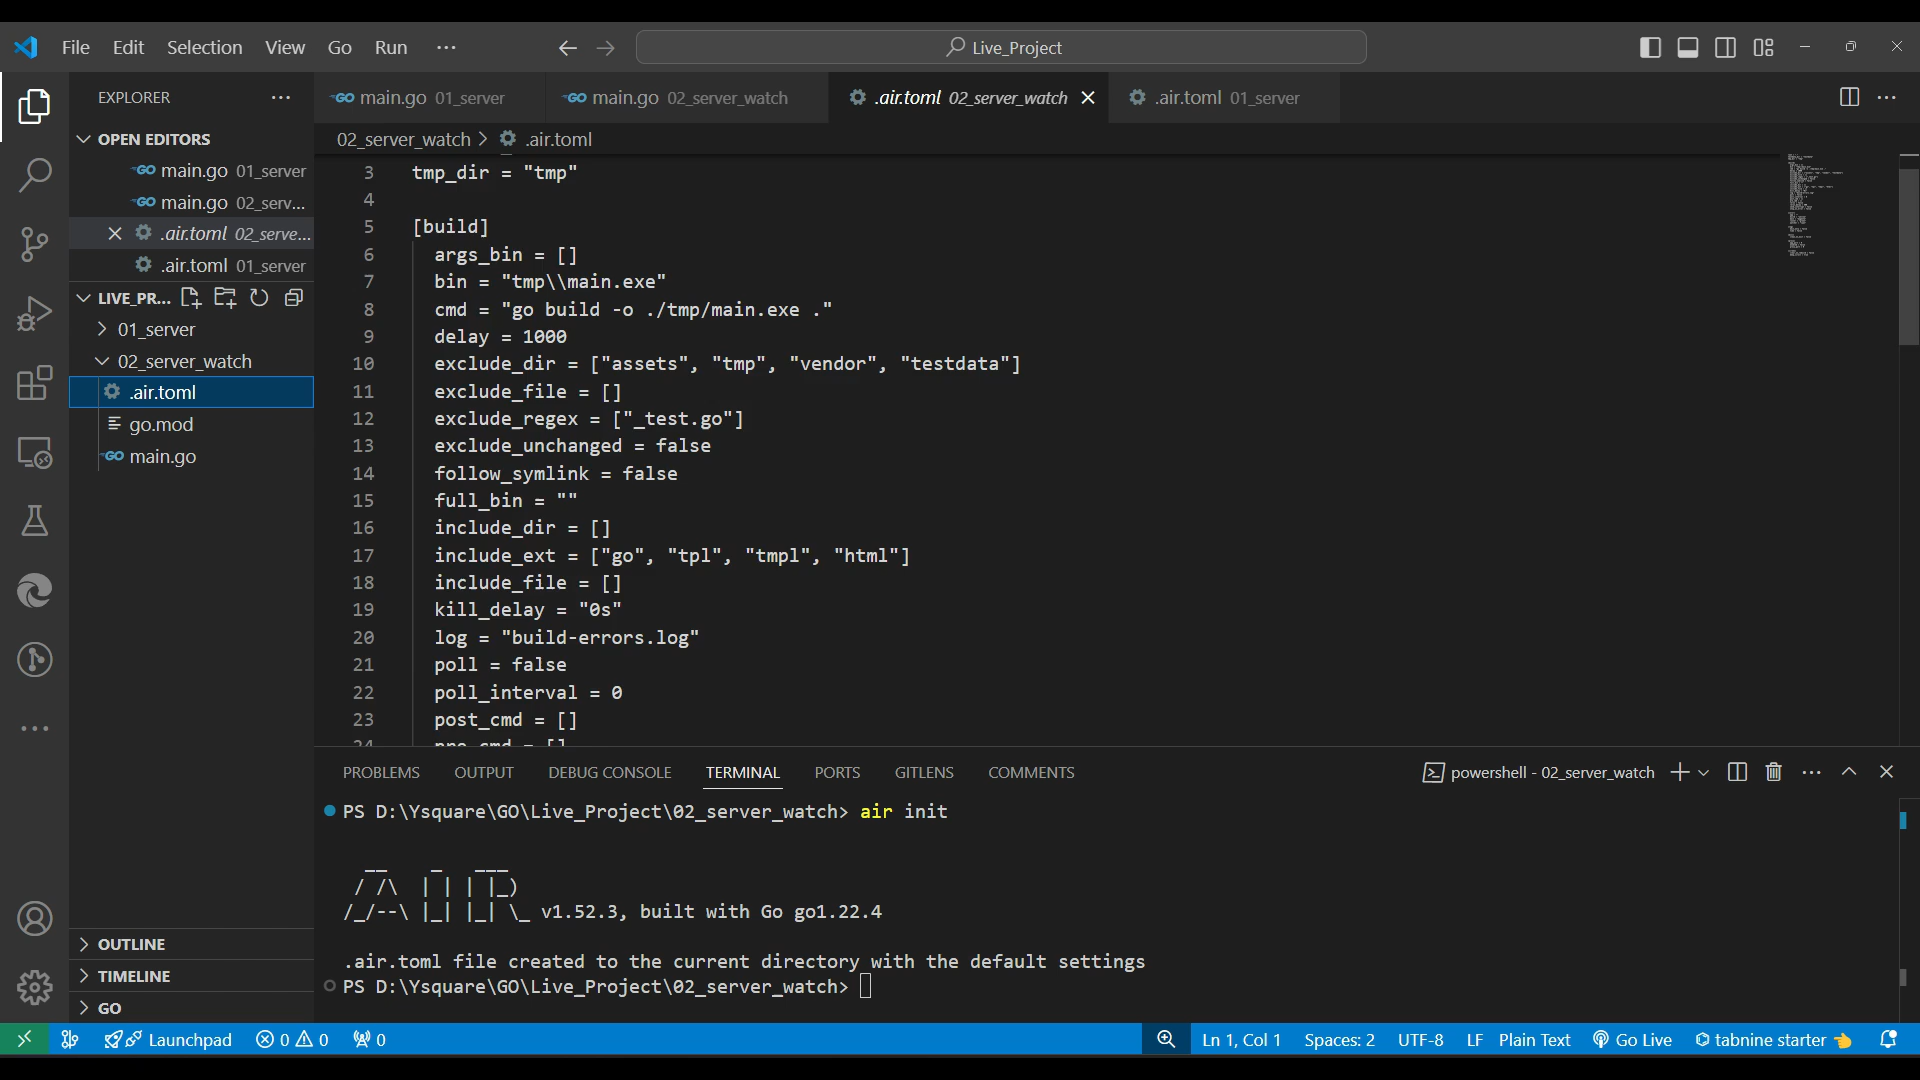 File Edit Selection View Go Run ···
Live_Project
EXPLORER
main.go 01_server
main.go 02_server_watch
.air.toml 02_server_watch
.air.toml 01_server
02_server_watch > .air.toml
OPEN EDITORS
main.go 01_server
main.go 02_serv...
.air.toml 02_serve...
.air.toml 01_server
LIVE_PR...
01_server
02_server_watch
.air.toml
go.mod
main.go
OUTLINE
TIMELINE
GO
3 tmp_dir = "tmp"
4
5 [build]
6 args_bin = []
7 bin = "tmp\\main.exe"
8 cmd = "go build -o ./tmp/main.exe ."
9 delay = 1000
10 exclude_dir = ["assets", "tmp", "vendor", "testdata"]
11 exclude_file = []
12 exclude_regex = ["_test.go"]
13 exclude_unchanged = false
14 follow_symlink = false
15 full_bin = ""
16 include_dir = []
17 include_ext = ["go", "tpl", "tmpl", "html"]
18 include_file = []
19 kill_delay = "0s"
20 log = "build-errors.log"
21 poll = false
22 poll_interval = 0
23 post_cmd = []
24 pre_cmd = []
PROBLEMS OUTPUT DEBUG CONSOLE TERMINAL PORTS GITLENS COMMENTS
powershell - 02_server_watch
PS D:\Ysquare\GO\Live_Project\02_server_watch> air init
  __    _   ___
 / /\  | | | |_)
/_/--\ |_| |_| \_ v1.52.3, built with Go go1.22.4
.air.toml file created to the current directory with the default settings
PS D:\Ysquare\GO\Live_Project\02_server_watch>
Launchpad 0 0 0
Ln 1, Col 1 Spaces: 2 UTF-8 LF Plain Text Go Live tabnine starter